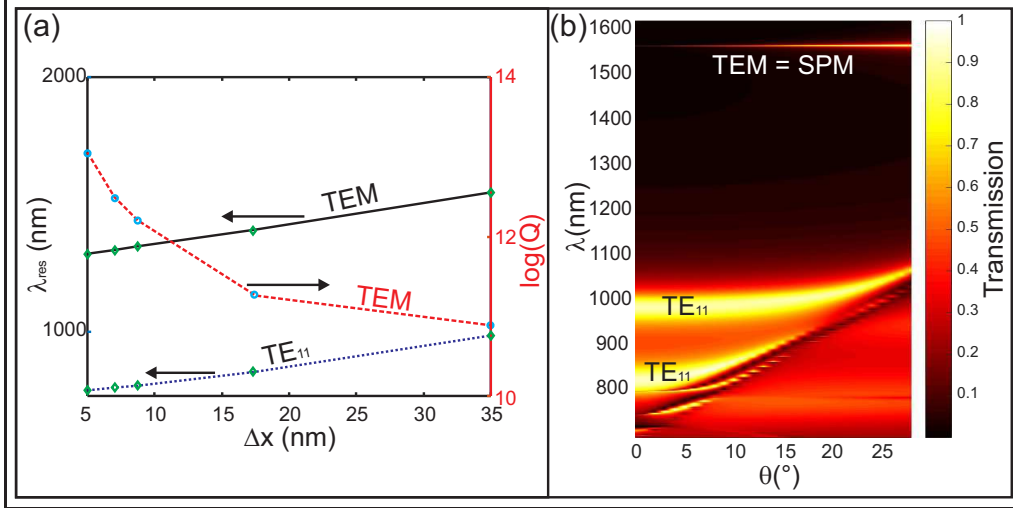 (a)
2000
1000
λres (nm)
5
10
15
20
25
30
35
Δx (nm)
14
12
10
log(Q)
TEM
TEM
TE11
(b)
1600
1500
1400
1300
1200
1100
1000
900
800
λ(nm)
0
5
10
15
20
25
θ(°)
TEM = SPM
TE11
TE11
1
0.9
0.8
0.7
0.6
0.5
0.4
0.3
0.2
0.1
Transmission